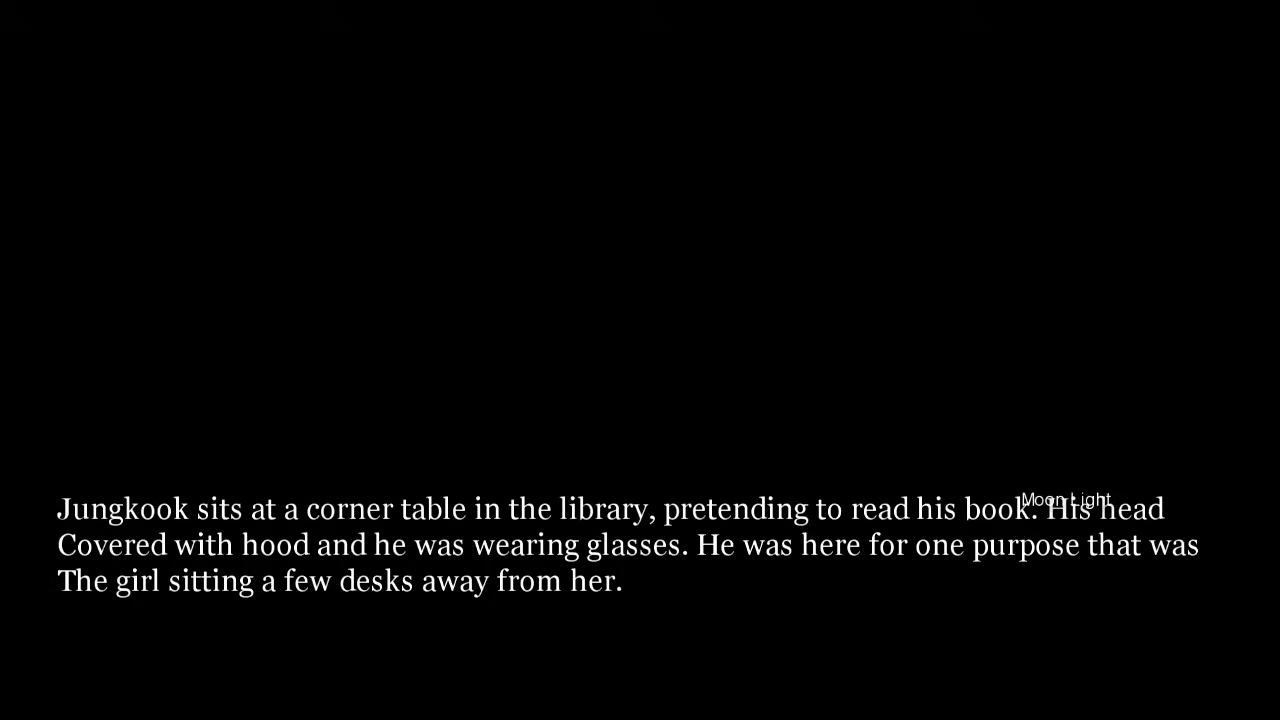 Jungkook sits at a corner table in the library, pretending to read his book. His head
Covered with hood and he was wearing glasses. He was here for one purpose that was
The girl sitting a few desks away from her.
Moon Light